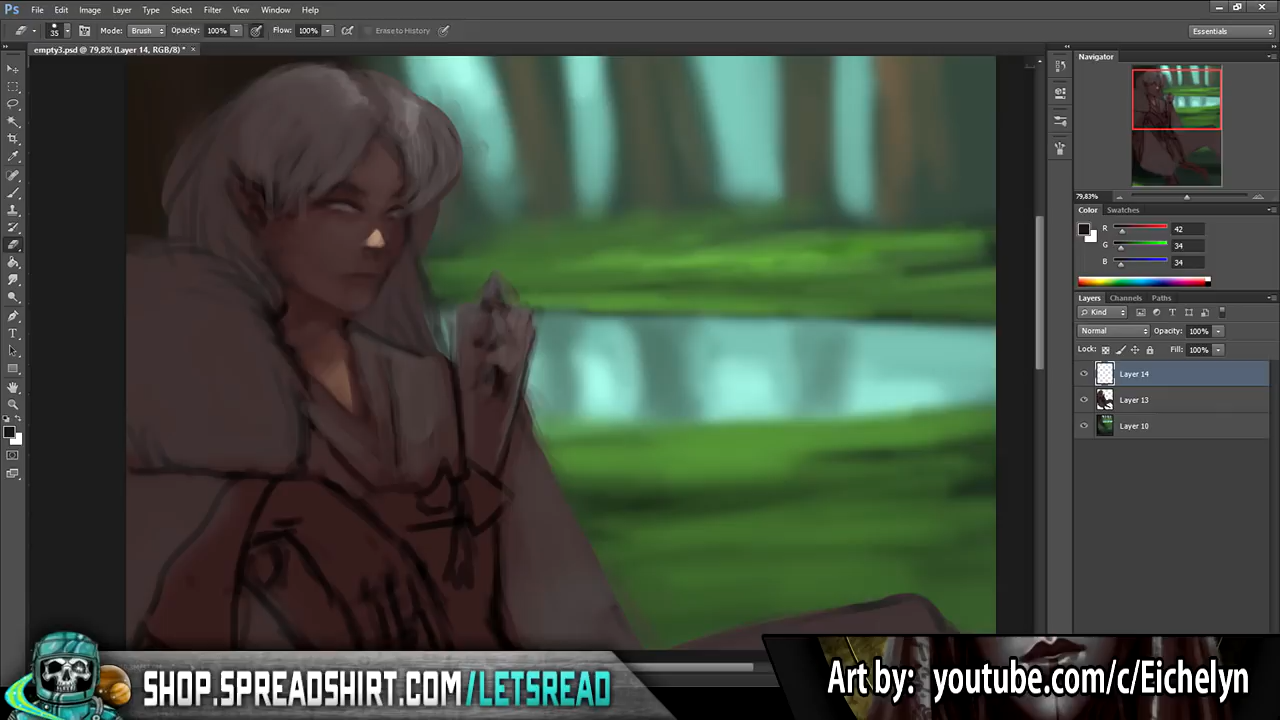 Ps File Edit Image Layer Type Select Filter View Window Help
35 Mode: Brush Opacity: 100% Flow: 100% Erase to History Essentials
empty3.psd @ 79,8% (Layer 14, RGB/8) * ×
Navigator
79,83%
Color Swatches
R 42
G 34
B 34
Layers Channels Paths
Kind
Normal Opacity: 100%
Lock: Fill: 100%
Layer 14
Layer 13
Layer 10
SHOP.SPREADSHIRT.COM/LETSREAD
Art by: youtube.com/c/Eichelyn